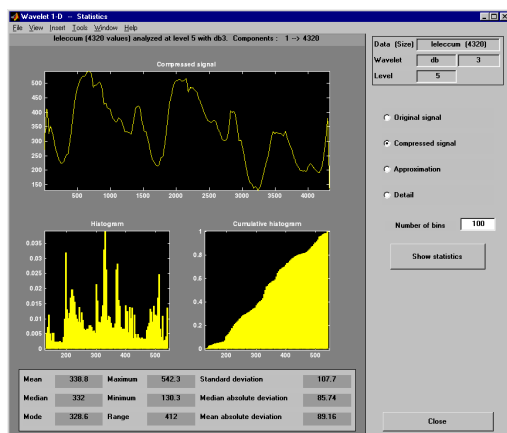 Wavelet 1-D -- Statistics
File View Insert Tools Window Help
leleccum (4320 values) analyzed at level 5 with db3. Components : 1 --> 4320
Data (Size) leleccum (4320)
Wavelet db 3
Level 5
Compressed signal
500
450
400
350
300
250
200
150
500 1000 1500 2000 2500 3000 3500 4000
Original signal
Compressed signal
Approximation
Detail
Number of bins 100
Show statistics
Histogram
0.035
0.03
0.025
0.02
0.015
0.01
0.005
0
200 300 400 500
Cumulative histogram
1
0.8
0.6
0.4
0.2
0
200 300 400 500
Mean 338.8 Maximum 542.3 Standard deviation 107.7
Median 332 Minimum 130.3 Median absolute deviation 85.74
Mode 328.6 Range 412 Mean absolute deviation 89.16
Close